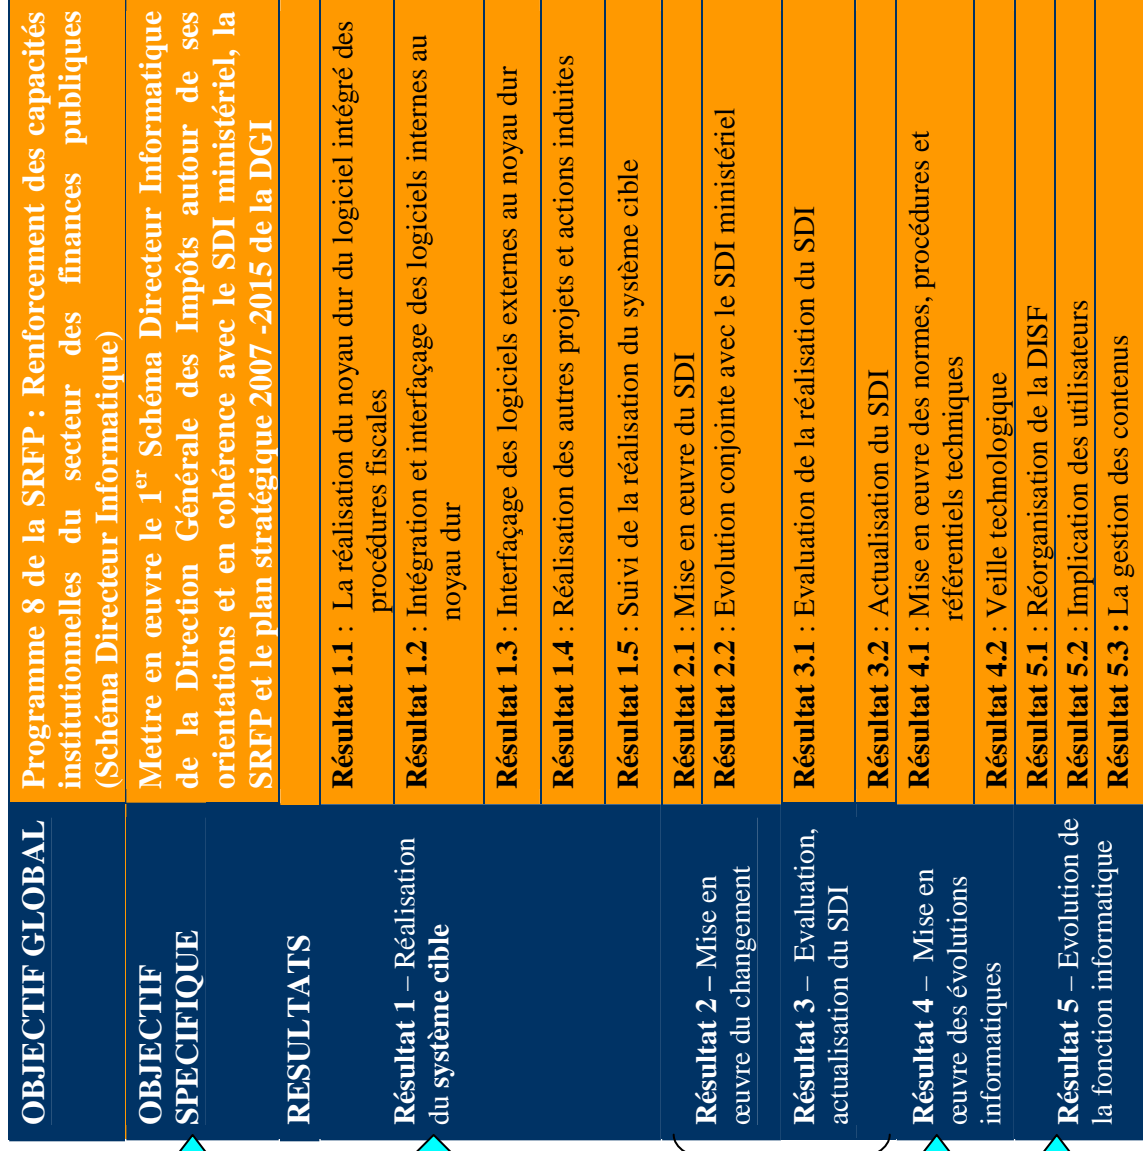 OBJECTIF GLOBAL
Programme 8 de la SRFP : Renforcement des capacités
institutionnelles du secteur des finances publiques
(Schéma Directeur Informatique)
OBJECTIF
SPECIFIQUE
Mettre en œuvre le 1er Schéma Directeur Informatique
de la Direction Générale des Impôts autour de ses
orientations et en cohérence avec le SDI ministériel, la
SRFP et le plan stratégique 2007 -2015 de la DGI
RESULTATS
Résultat 1 – Réalisation
du système cible
Résultat 1.1 : La réalisation du noyau dur du logiciel intégré des
procédures fiscales
Résultat 1.2 : Intégration et interfaçage des logiciels internes au
noyau dur
Résultat 1.3 : Interfaçage des logiciels externes au noyau dur
Résultat 1.4 : Réalisation des autres projets et actions induites
Résultat 1.5 : Suivi de la réalisation du système cible
Résultat 2 – Mise en
œuvre du changement
Résultat 2.1 : Mise en œuvre du SDI
Résultat 2.2 : Evolution conjointe avec le SDI ministériel
Résultat 3 – Evaluation,
actualisation du SDI
Résultat 3.1 : Evaluation de la réalisation du SDI
Résultat 3.2 : Actualisation du SDI
Résultat 4 – Mise en
œuvre des évolutions
informatiques
Résultat 4.1 : Mise en œuvre des normes, procédures et
référentiels techniques
Résultat 4.2 : Veille technologique
Résultat 5 – Evolution de
la fonction informatique
Résultat 5.1 : Réorganisation de la DISF
Résultat 5.2 : Implication des utilisateurs
Résultat 5.3 : La gestion des contenus